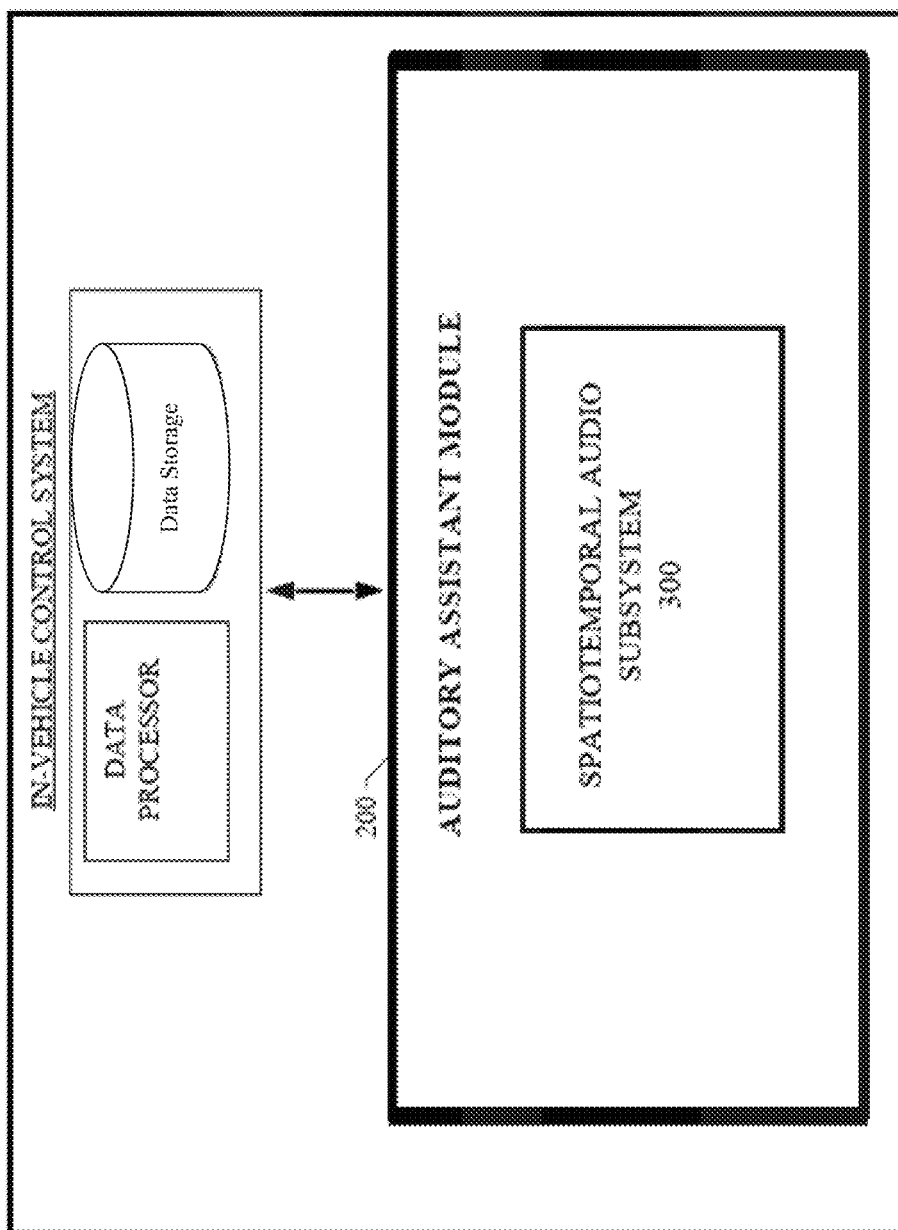 IN-VEHICLE CONTROL SYSTEM
DATA
PROCESSOR
Data Storage
200
AUDITORY ASSISTANT MODULE
SPATIOTEMPORAL AUDIO
SUBSYSTEM
300